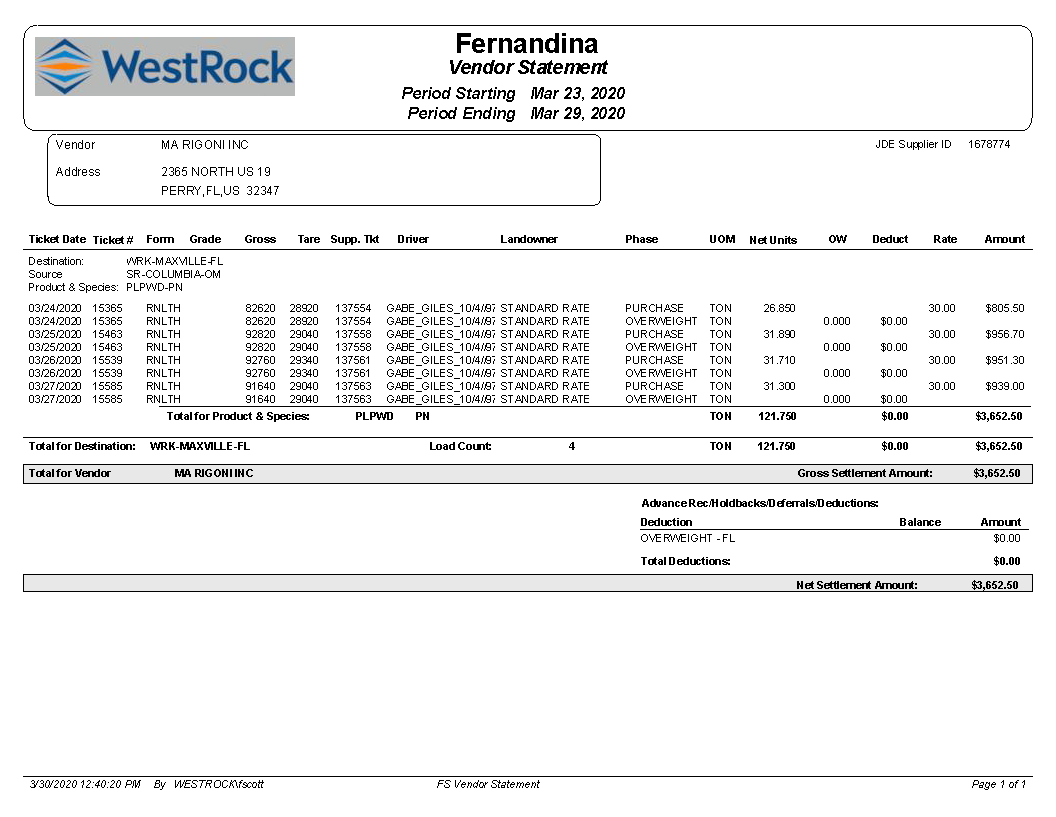 WestRock
Fernandina
Vendor Statement
Period Starting Mar 23, 2020
Period Ending Mar 29, 2020
Vendor MA RIGONI INC
JDE Supplier ID 1678774
Address 2365 NORTH US 19
PERRY,FL,US 32347
Ticket Date Ticket # Form Grade Gross Tare Supp. Tkt Driver Landowner Phase UOM Net Units OW Deduct Rate Amount
Destination: WRK-MAXVILLE-FL
Source SR-COLUMBIA-OM
Product & Species: PLPWD-PN
03/24/2020 15365 RNLTH 82620 28920 137554 GABE_GILES_10/4//97 STANDARD RATE PURCHASE TON 26.850 30.00 $805.50
03/24/2020 15365 RNLTH 82620 28920 137554 GABE_GILES_10/4//97 STANDARD RATE OVERWEIGHT TON 0.000 $0.00
03/25/2020 15463 RNLTH 92820 29040 137558 GABE_GILES_10/4//97 STANDARD RATE PURCHASE TON 31.890 30.00 $956.70
03/25/2020 15463 RNLTH 92820 29040 137558 GABE_GILES_10/4//97 STANDARD RATE OVERWEIGHT TON 0.000 $0.00
03/26/2020 15539 RNLTH 92760 29340 137561 GABE_GILES_10/4//97 STANDARD RATE PURCHASE TON 31.710 30.00 $951.30
03/26/2020 15539 RNLTH 92760 29340 137561 GABE_GILES_10/4//97 STANDARD RATE OVERWEIGHT TON 0.000 $0.00
03/27/2020 15585 RNLTH 91640 29040 137563 GABE_GILES_10/4//97 STANDARD RATE PURCHASE TON 31.300 30.00 $939.00
03/27/2020 15585 RNLTH 91640 29040 137563 GABE_GILES_10/4//97 STANDARD RATE OVERWEIGHT TON 0.000 $0.00
Total for Product & Species: PLPWD PN TON 121.750 $0.00 $3,652.50
Total for Destination: WRK-MAXVILLE-FL Load Count: 4 TON 121.750 $0.00 $3,652.50
Total for Vendor MA RIGONI INC Gross Settlement Amount: $3,652.50
Advance Rec/Holdbacks/Deferrals/Deductions:
Deduction Balance Amount
OVERWEIGHT - FL $0.00
Total Deductions: $0.00
Net Settlement Amount: $3,652.50
3/30/2020 12:40:20 PM By WESTROCK\fscott FS Vendor Statement Page 1 of 1